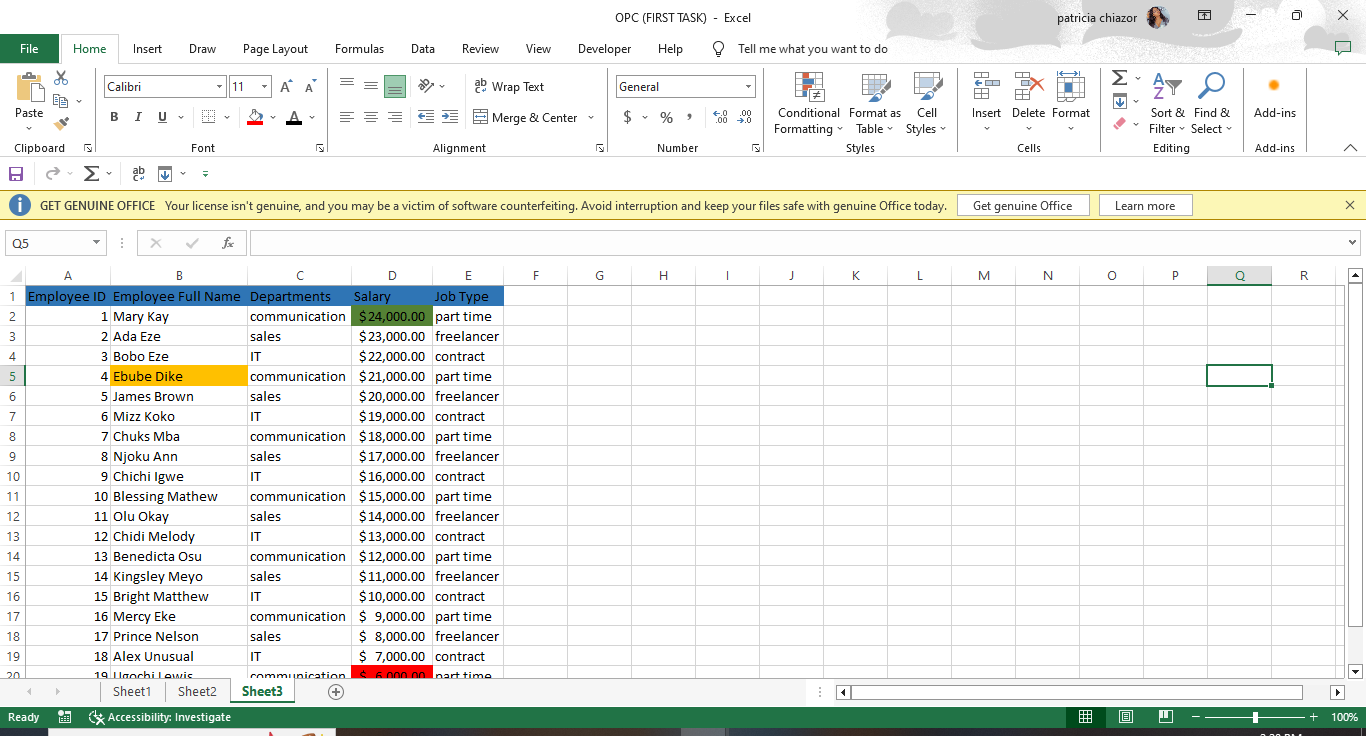 OPC (FIRST TASK) - Excel
patricia chiazor
File Home Insert Draw Page Layout Formulas Data Review View Developer Help Tell me what you want to do
Calibri 11 ab Wrap Text General Conditional Formatting Format as Table Cell Styles Insert Delete Format Sort & Filter Find & Select Add-ins
Paste B I U A Merge & Center $ % ,
Clipboard Font Alignment Number Styles Cells Editing Add-ins
GET GENUINE OFFICE Your license isn't genuine, and you may be a victim of software counterfeiting. Avoid interruption and keep your files safe with genuine Office today. Get genuine Office Learn more
Q5 fx
A B C D E F G H I J K L M N O P Q R
1 Employee ID Employee Full Name Departments Salary Job Type
2 1 Mary Kay communication $24,000.00 part time
3 2 Ada Eze sales $23,000.00 freelancer
4 3 Bobo Eze IT $22,000.00 contract
5 4 Ebube Dike communication $21,000.00 part time
6 5 James Brown sales $20,000.00 freelancer
7 6 Mizz Koko IT $19,000.00 contract
8 7 Chuks Mba communication $18,000.00 part time
9 8 Njoku Ann sales $17,000.00 freelancer
10 9 Chichi Igwe IT $16,000.00 contract
11 10 Blessing Mathew communication $15,000.00 part time
12 11 Olu Okay sales $14,000.00 freelancer
13 12 Chidi Melody IT $13,000.00 contract
14 13 Benedicta Osu communication $12,000.00 part time
15 14 Kingsley Meyo sales $11,000.00 freelancer
16 15 Bright Matthew IT $10,000.00 contract
17 16 Mercy Eke communication $ 9,000.00 part time
18 17 Prince Nelson sales $ 8,000.00 freelancer
19 18 Alex Unusual IT $ 7,000.00 contract
20 19 Ugochi Lewis communication $ 6,000.00 part time
Sheet1 Sheet2 Sheet3
Ready Accessibility: Investigate 100%